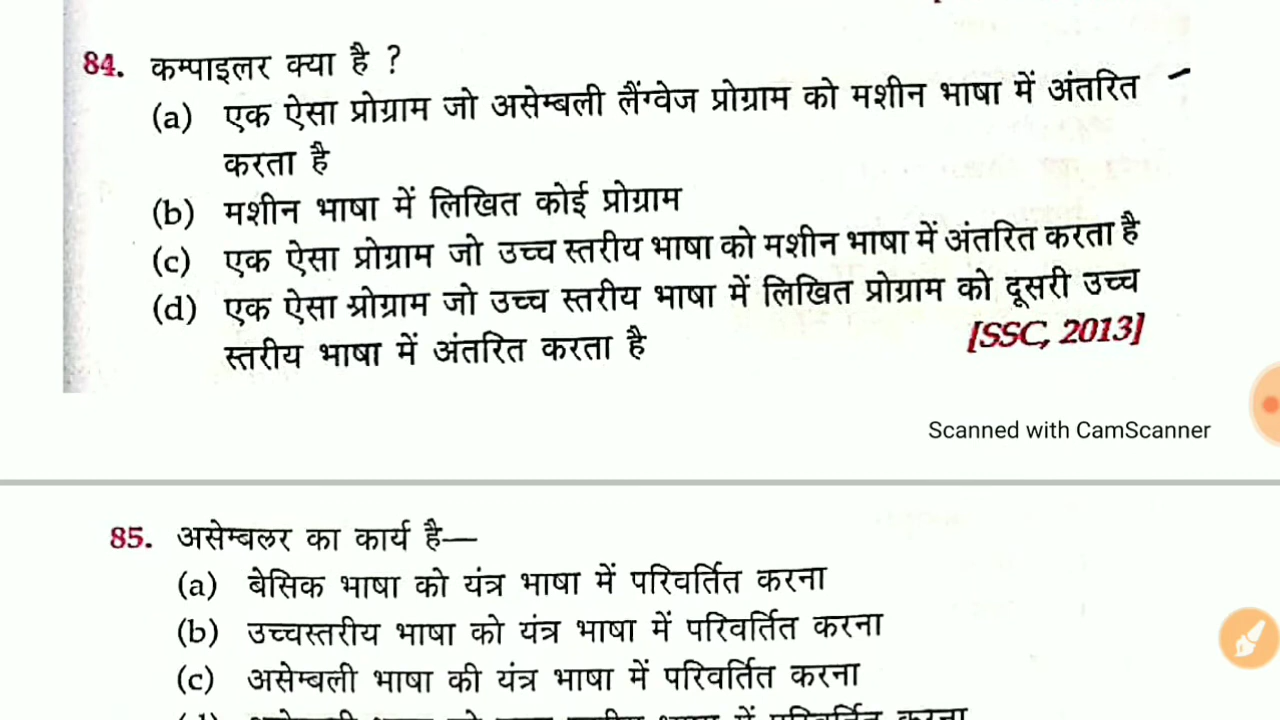 84. कम्पाइलर क्या है ?
(a) एक ऐसा प्रोग्राम जो असेम्बली लैंग्वेज प्रोग्राम को मशीन भाषा में अंतरित
करता है
(b) मशीन भाषा में लिखित कोई प्रोग्राम
(c) एक ऐसा प्रोग्राम जो उच्च स्तरीय भाषा को मशीन भाषा में अंतरित करता है
(d) एक ऐसा प्रोग्राम जो उच्च स्तरीय भाषा में लिखित प्रोग्राम को दूसरी उच्च
स्तरीय भाषा में अंतरित करता है [SSC, 2013]
Scanned with CamScanner
85. असेम्बलर का कार्य है—
(a) बेसिक भाषा को यंत्र भाषा में परिवर्तित करना
(b) उच्चस्तरीय भाषा को यंत्र भाषा में परिवर्तित करना
(c) असेम्बली भाषा की यंत्र भाषा में परिवर्तित करना